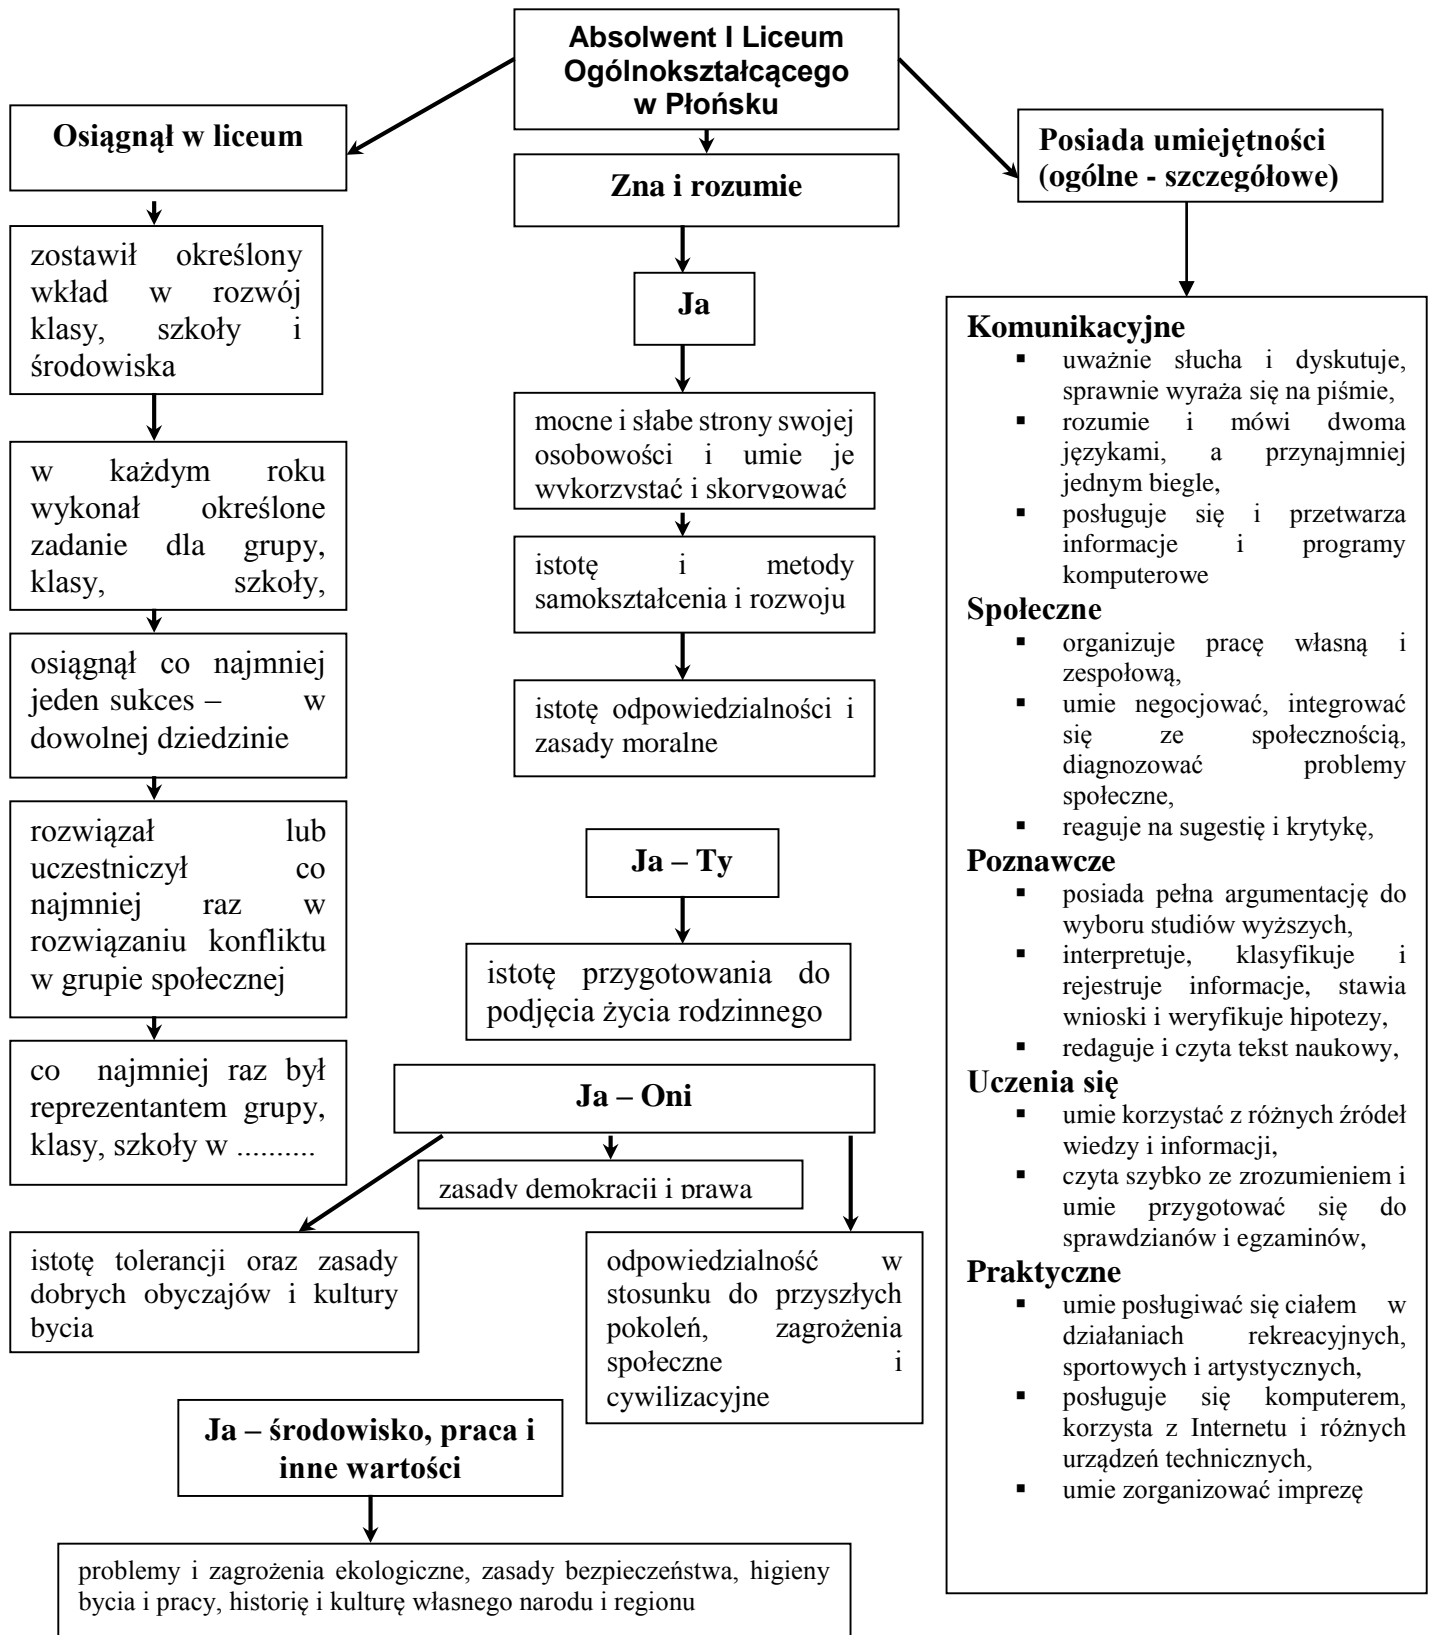 Absolwent I Liceum
Ogólnokształcącego
w Płońsku
Osiągnął w liceum
zostawił określony
wkład w rozwój
klasy, szkoły i
środowiska
w każdym roku
wykonał określone
zadanie dla grupy,
klasy, szkoły,
osiągnął co najmniej
jeden sukces – w
dowolnej dziedzinie
rozwiązał lub
uczestniczył co
najmniej raz w
rozwiązaniu konfliktu
w grupie społecznej
co najmniej raz był
reprezentantem grupy,
klasy, szkoły w ..........
Zna i rozumie
Ja
mocne i słabe strony swojej
osobowości i umie je
wykorzystać i skorygować
istotę i metody
samokształcenia i rozwoju
istotę odpowiedzialności i
zasady moralne
Ja – Ty
istotę przygotowania do
podjęcia życia rodzinnego
Ja – Oni
zasady demokracji i prawa
istotę tolerancji oraz zasady
dobrych obyczajów i kultury
bycia
odpowiedzialność w
stosunku do przyszłych
pokoleń, zagrożenia
społeczne i
cywilizacyjne
Ja – środowisko, praca i
inne wartości
problemy i zagrożenia ekologiczne, zasady bezpieczeństwa, higieny
bycia i pracy, historię i kulturę własnego narodu i regionu
Posiada umiejętności
(ogólne - szczegółowe)
Komunikacyjne
▪ uważnie słucha i dyskutuje,
sprawnie wyraża się na piśmie,
▪ rozumie i mówi dwoma
językami, a przynajmniej
jednym biegle,
▪ posługuje się i przetwarza
informacje i programy
komputerowe
Społeczne
▪ organizuje pracę własną i
zespołową,
▪ umie negocjować, integrować
się ze społecznością,
diagnozować problemy
społeczne,
▪ reaguje na sugestię i krytykę,
Poznawcze
▪ posiada pełna argumentację do
wyboru studiów wyższych,
▪ interpretuje, klasyfikuje i
rejestruje informacje, stawia
wnioski i weryfikuje hipotezy,
▪ redaguje i czyta tekst naukowy,
Uczenia się
▪ umie korzystać z różnych źródeł
wiedzy i informacji,
▪ czyta szybko ze zrozumieniem i
umie przygotować się do
sprawdzianów i egzaminów,
Praktyczne
▪ umie posługiwać się ciałem w
działaniach rekreacyjnych,
sportowych i artystycznych,
▪ posługuje się komputerem,
korzysta z Internetu i różnych
urządzeń technicznych,
▪ umie zorganizować imprezę